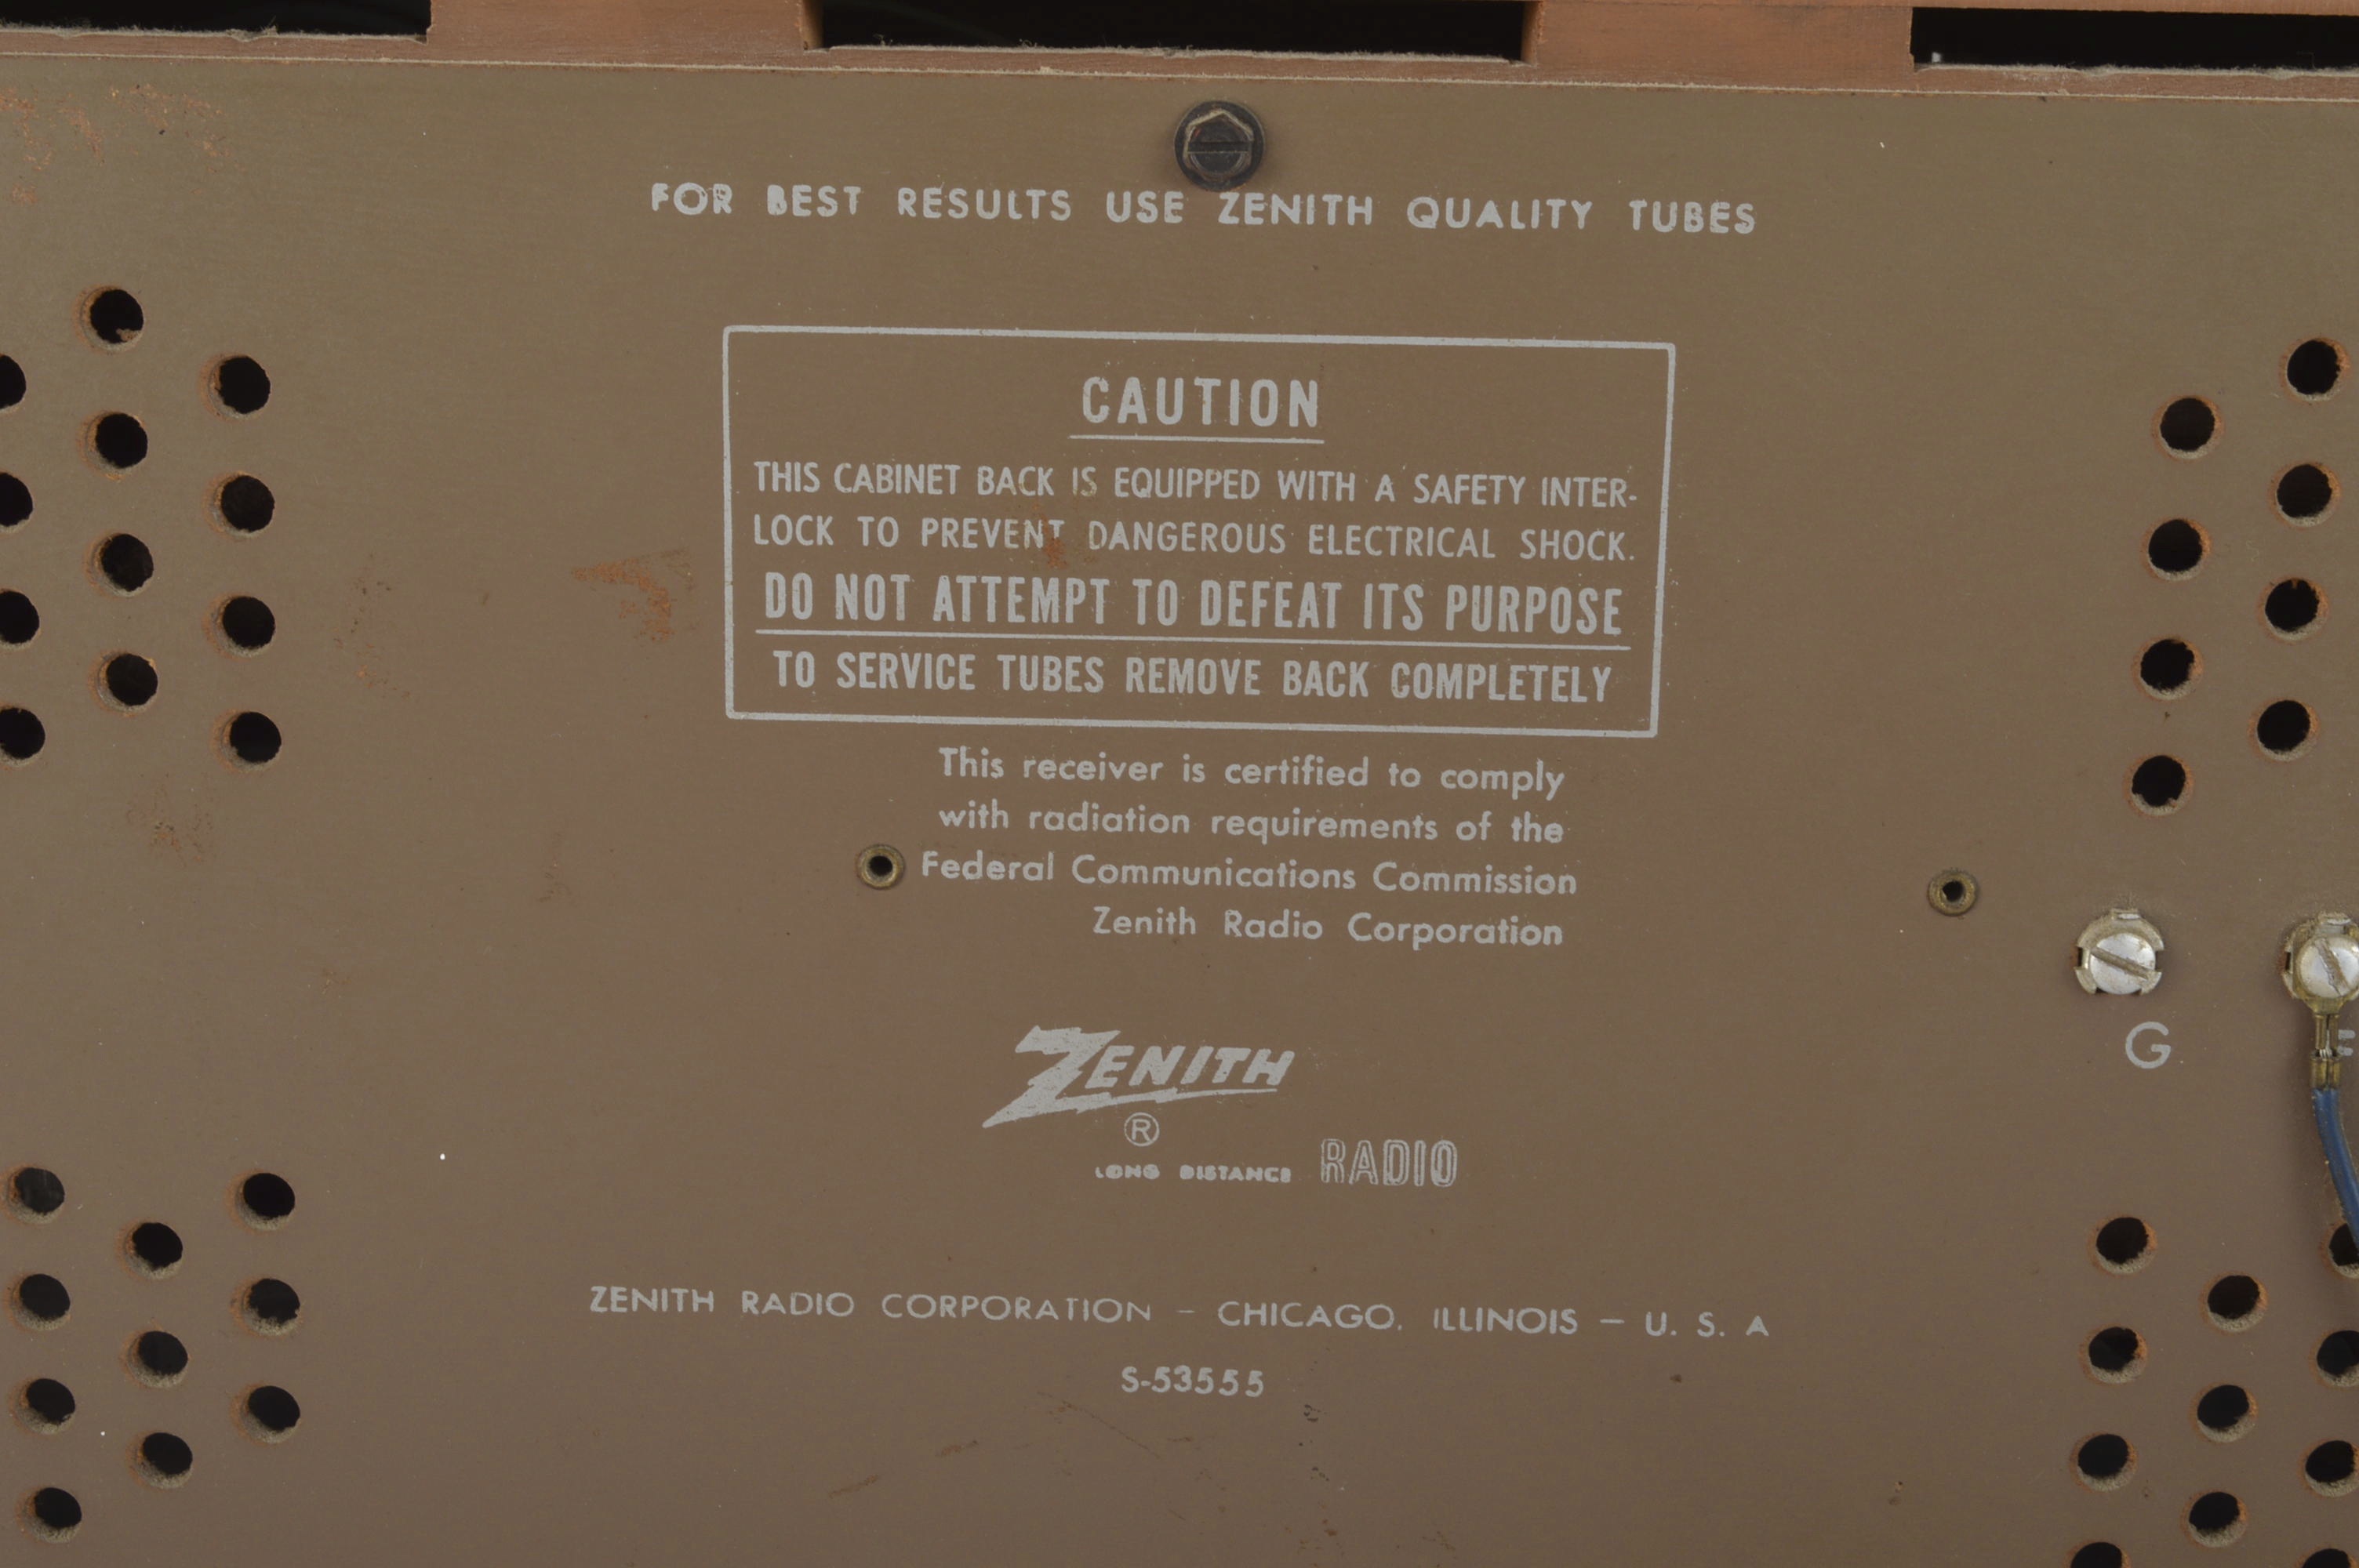 FOR BEST RESULTS USE ZENITH QUALITY TUBES
CAUTION
THIS CABINET BACK IS EQUIPPED WITH A SAFETY INTER-
LOCK TO PREVENT DANGEROUS ELECTRICAL SHOCK.
DO NOT ATTEMPT TO DEFEAT ITS PURPOSE
TO SERVICE TUBES REMOVE BACK COMPLETELY
This receiver is certified to comply
with radiation requirements of the
Federal Communications Commission
Zenith Radio Corporation
G
ZENITH
®
LONG DISTANCE RADIO
ZENITH RADIO CORPORATION – CHICAGO, ILLINOIS – U. S. A
S-53555